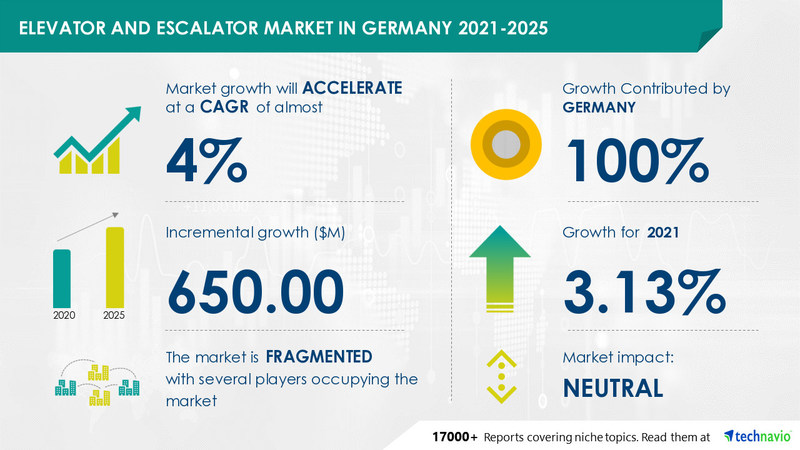 ELEVATOR AND ESCALATOR MARKET IN GERMANY 2021-2025
Market growth will ACCELERATE
at a CAGR of almost
4%
Growth Contributed by
GERMANY
100%
Incremental growth ($M)
650.00
2020
2025
Growth for 2021
3.13%
The market is FRAGMENTED
with several players occupying the
market
Market impact:
NEUTRAL
17000+ Reports covering niche topics. Read them at
technavio